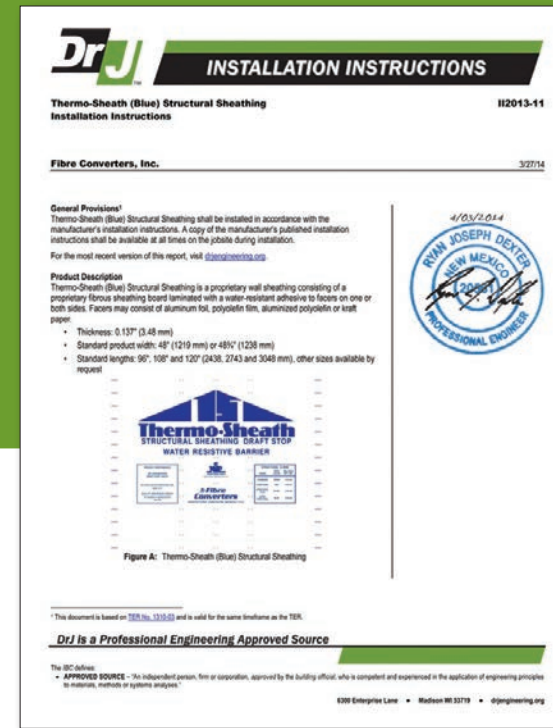 DrJ
INSTALLATION INSTRUCTIONS
Thermo-Sheath (Blue) Structural Sheathing
Installation Instructions
II2013-11
Fibre Converters, Inc.
3/27/14
General Provisions¹
Thermo-Sheath (Blue) Structural Sheathing shall be installed in accordance with the
manufacturer's installation instructions. A copy of the manufacturer's published installation
instructions shall be available at all times on the jobsite during installation.
For the most recent version of this report, visit drjengineering.org.
Product Description
Thermo-Sheath (Blue) Structural Sheathing is a proprietary wall sheathing consisting of a
proprietary fibrous sheathing board laminated with a water-resistant adhesive to facers on one or
both sides. Facers may consist of aluminum foil, polyolefin film, aluminized polyolefin or kraft
paper.
• Thickness: 0.137" (3.48 mm)
• Standard product width: 48" (1219 mm) or 48¾" (1238 mm)
• Standard lengths: 96", 108" and 120" (2438, 2743 and 3048 mm), other sizes available by
request
4/03/2014
RYAN JOSEPH DEXTER
NEW MEXICO
PROFESSIONAL ENGINEER
Thermo-Sheath
STRUCTURAL SHEATHING DRAFT STOP
WATER RESISTIVE BARRIER
Fibre
Converters
Figure A: Thermo-Sheath (Blue) Structural Sheathing
¹ This document is based on TER No. 1310-03 and is valid for the same timeframe as the TER.
DrJ is a Professional Engineering Approved Source
The IBC defines:
• APPROVED SOURCE – "An independent person, firm or corporation, approved by the building official, who is competent and experienced in the application of engineering principles
to materials, methods or systems analyses."
6300 Enterprise Lane • Madison WI 53719 • drjengineering.org